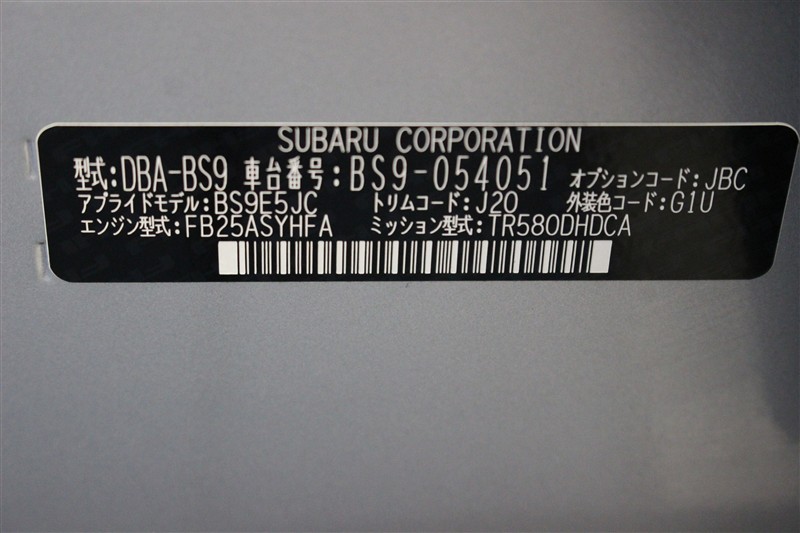 SUBARU CORPORATION
型式:DBA-BS9 車台番号:BS9-054051 オプションコード:JBC
アプライドモデル:BS9E5JC トリムコード:J20 外装色コード:G1U
エンジン型式:FB25ASYHFA ミッション型式:TR580DHDCA